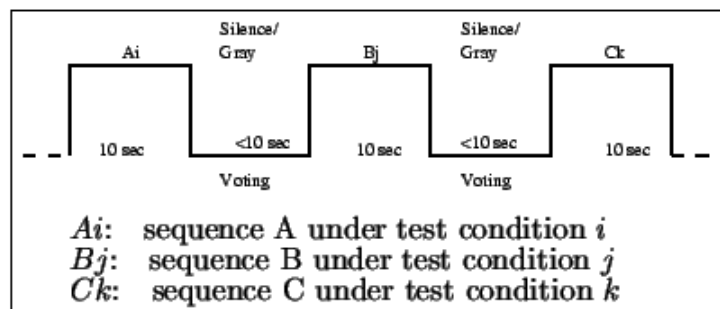 Silence/ Silence/
Ai Gray Bj Gray Ck
10 sec <10 sec 10 sec <10 sec 10 sec
Voting Voting
Ai: sequence A under test condition i
Bj: sequence B under test condition j
Ck: sequence C under test condition k